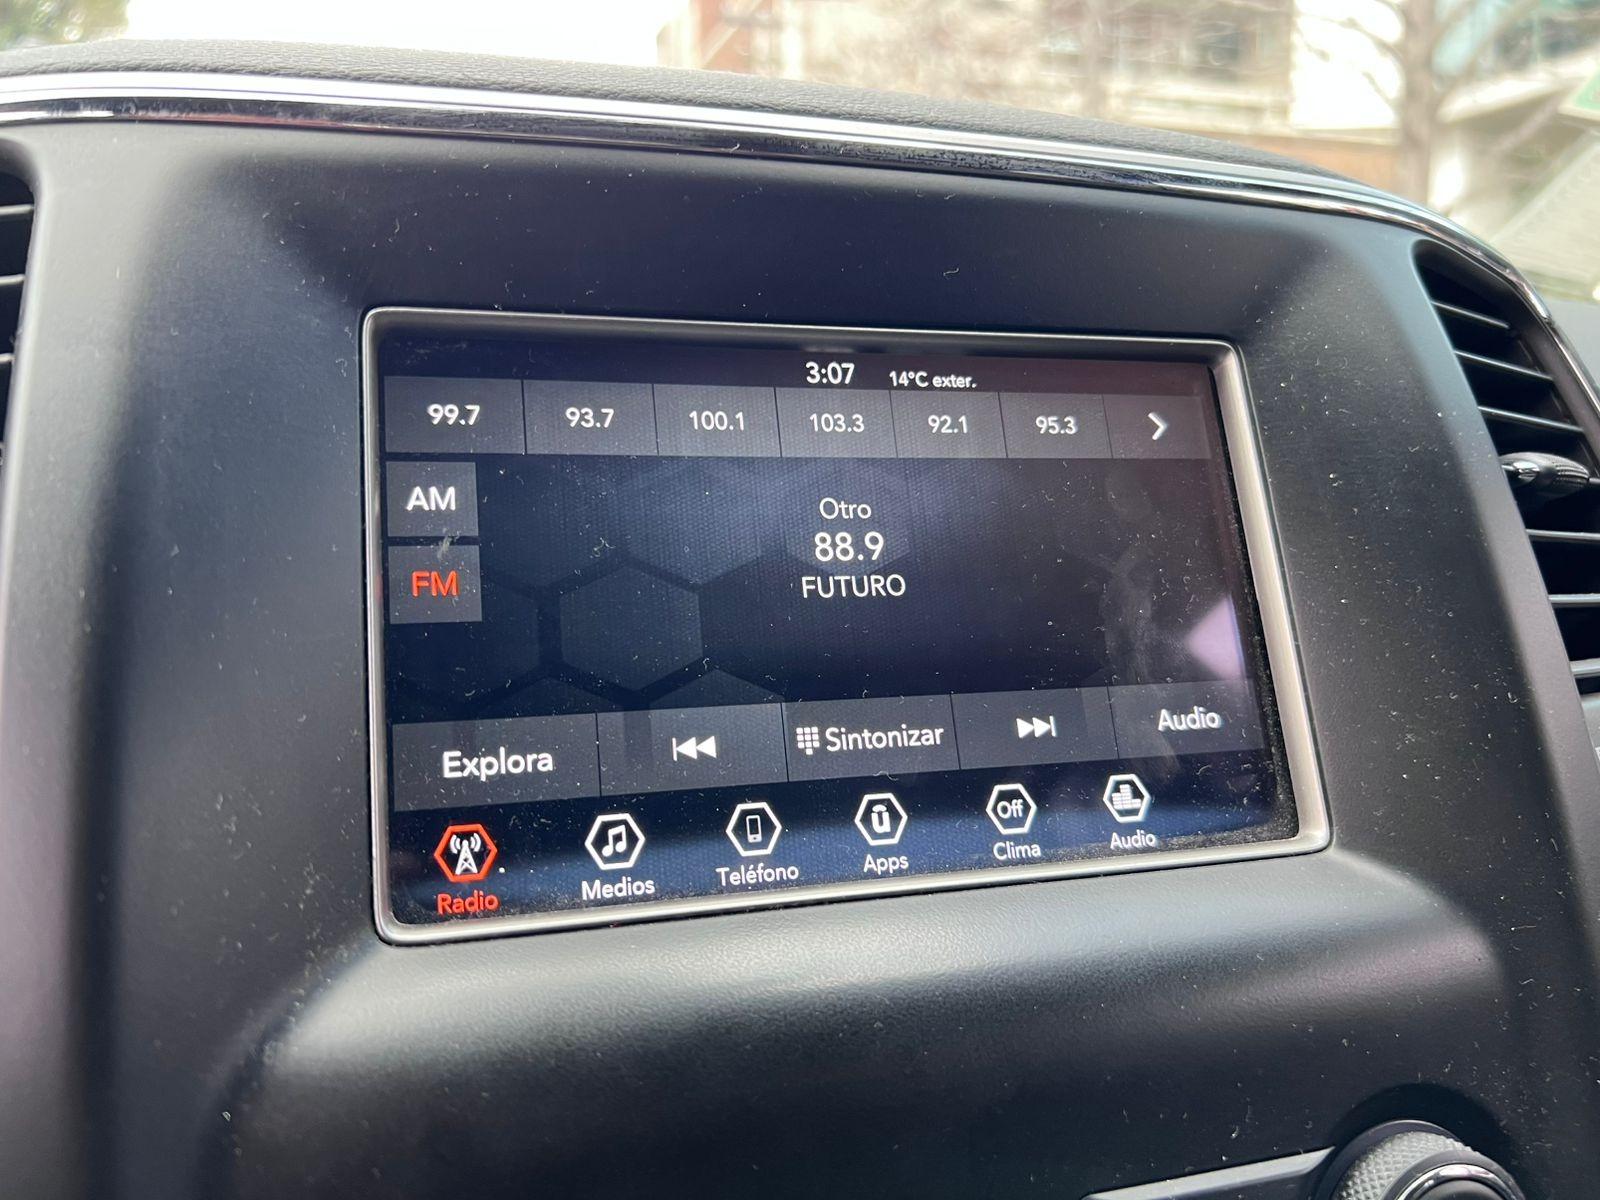 3:07 14°C exter.
99.7 93.7 100.1 103.3 92.1 95.3
AM
Otro
88.9
FM
FUTURO
Explora Sintonizar Audio
Radio Medios Teléfono Apps Off Clima Audio